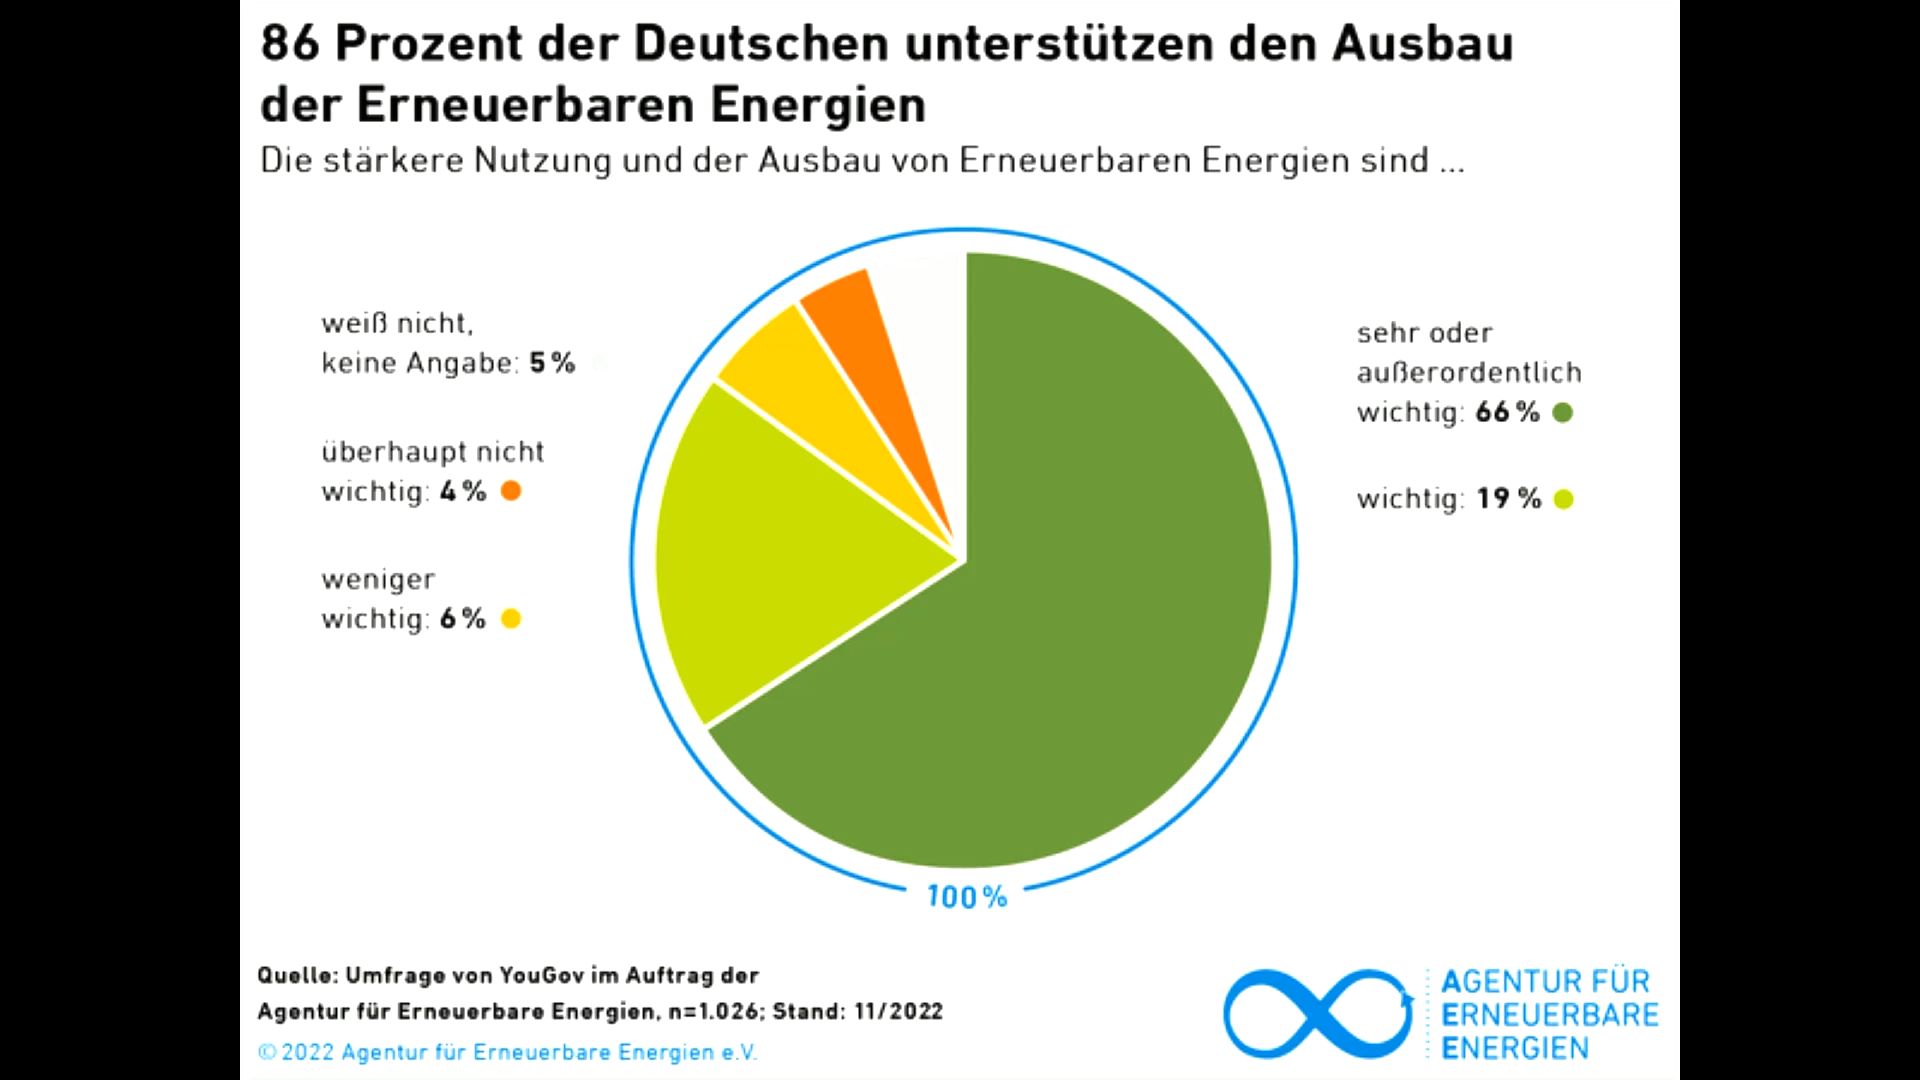 86 Prozent der Deutschen unterstützen den Ausbau
der Erneuerbaren Energien
Die stärkere Nutzung und der Ausbau von Erneuerbaren Energien sind ...
weiß nicht,
keine Angabe: 5 %
überhaupt nicht
wichtig: 4 %
weniger
wichtig: 6 %
sehr oder
außerordentlich
wichtig: 66 %
wichtig: 19 %
100 %
Quelle: Umfrage von YouGov im Auftrag der
Agentur für Erneuerbare Energien, n=1.026; Stand: 11/2022
© 2022 Agentur für Erneuerbare Energien e.V.
AGENTUR FÜR
ERNEUERBARE
ENERGIEN